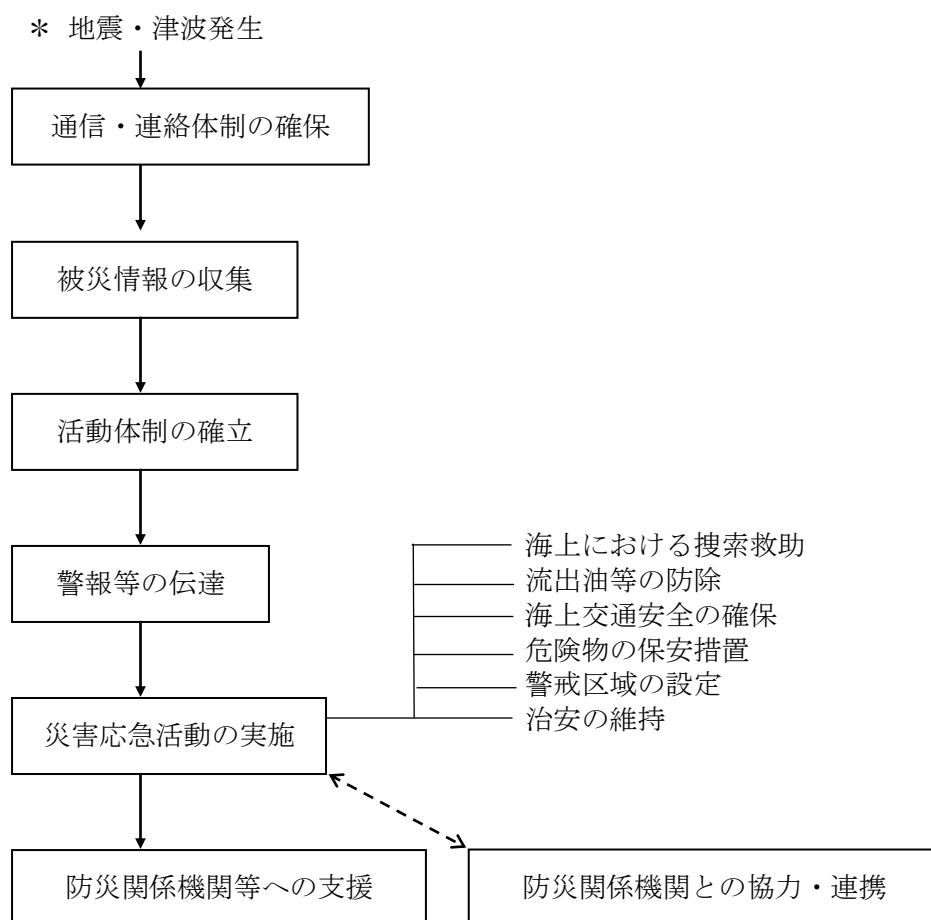 ＊ 地震・津波発生
通信・連絡体制の確保
被災情報の収集
活動体制の確立
警報等の伝達
海上における捜索救助
流出油等の防除
海上交通安全の確保
危険物の保安措置
警戒区域の設定
治安の維持
災害応急活動の実施
防災関係機関等への支援
防災関係機関との協力・連携